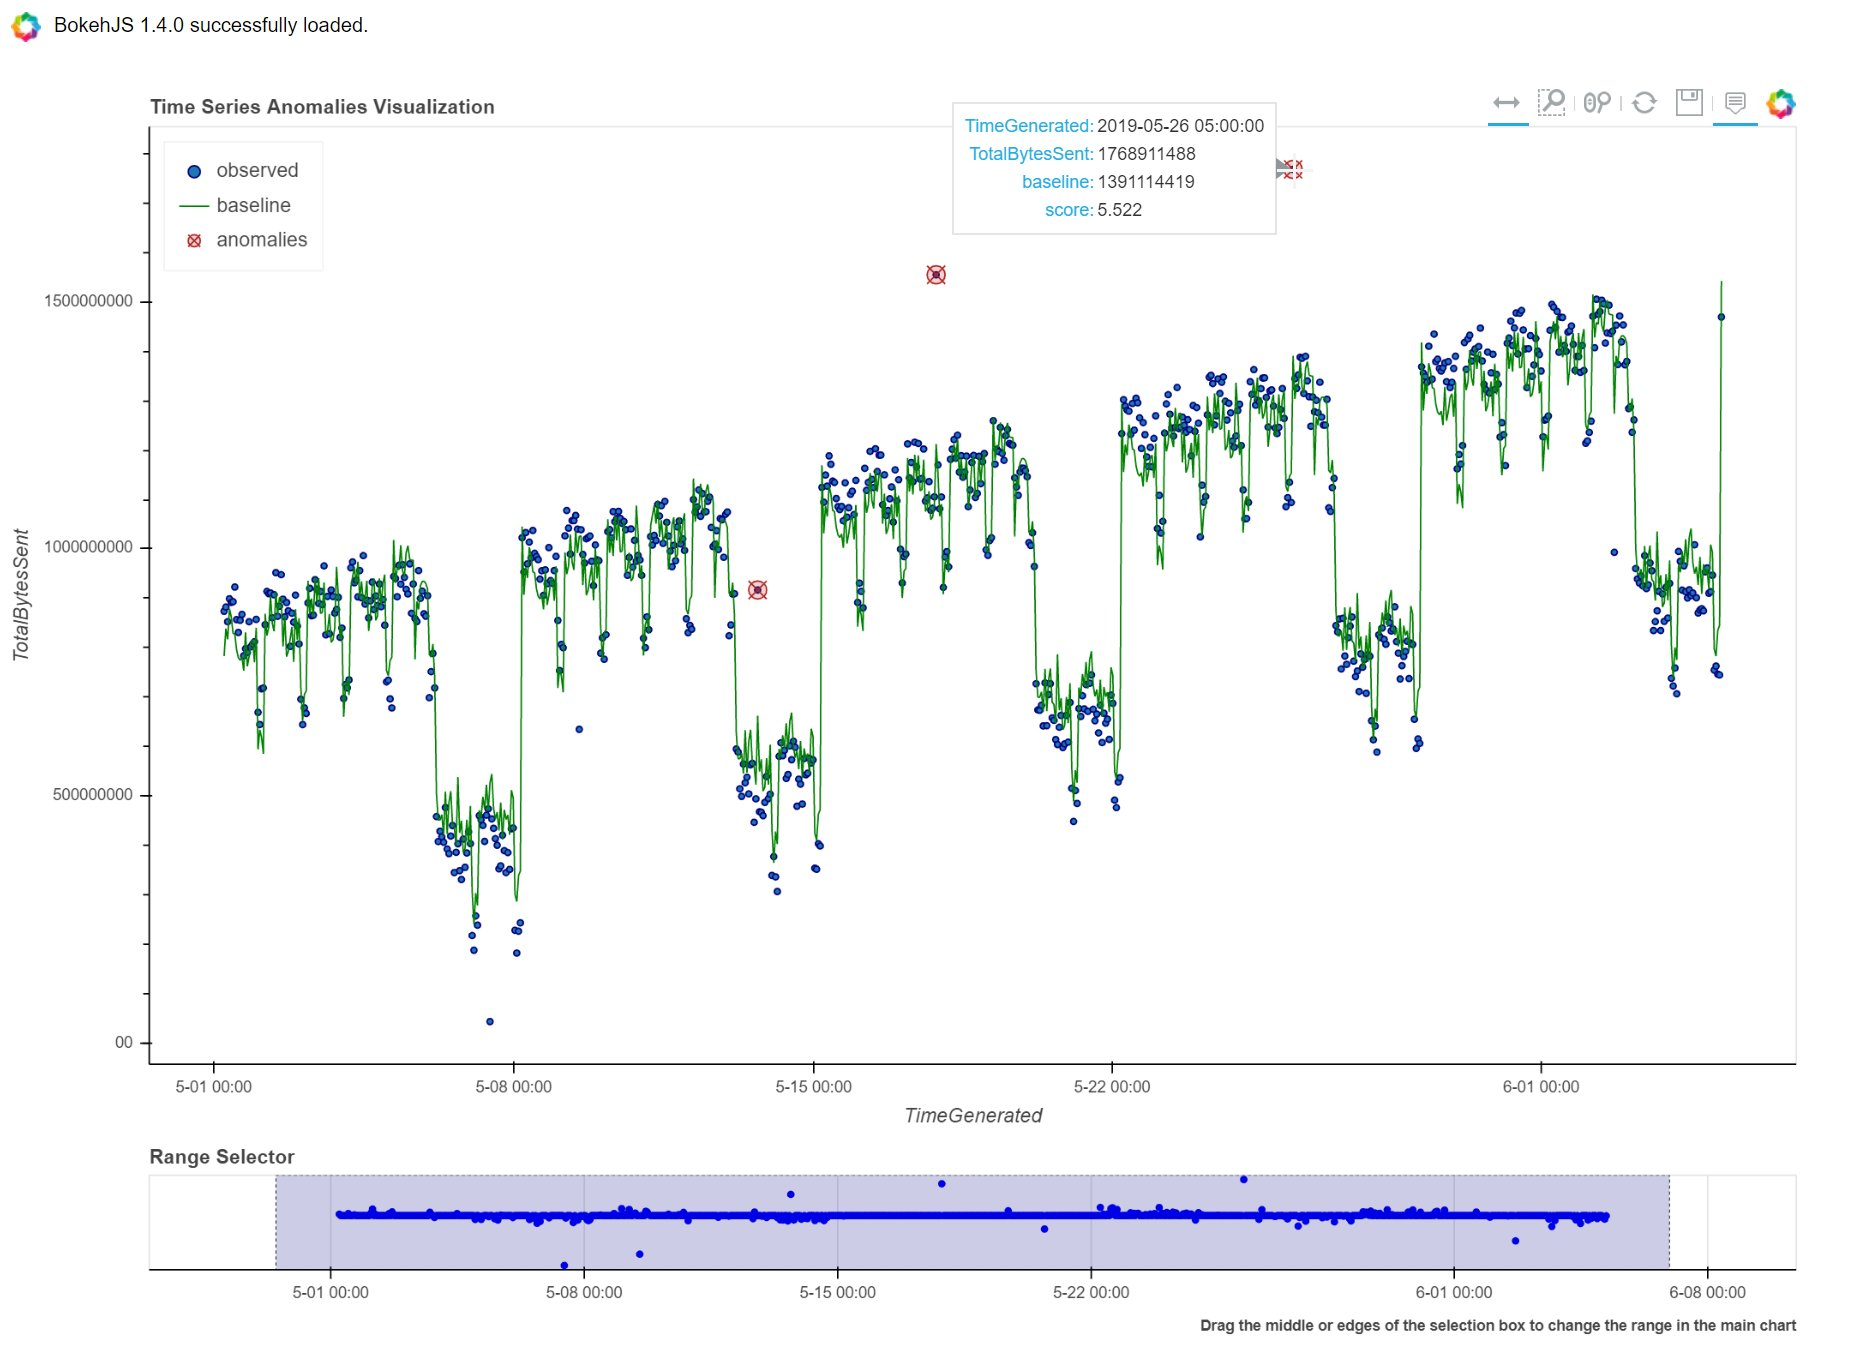 BokehJS 1.4.0 successfully loaded.
Time Series Anomalies Visualization
TimeGenerated: 2019-05-26 05:00:00
TotalBytesSent: 1768911488
baseline: 1391114419
score: 5.522
observed
baseline
anomalies
1500000000
1000000000
500000000
00
TotalBytesSent
5-01 00:00
5-08 00:00
5-15 00:00
5-22 00:00
6-01 00:00
TimeGenerated
Range Selector
5-01 00:00
5-08 00:00
5-15 00:00
5-22 00:00
6-01 00:00
6-08 00:00
Drag the middle or edges of the selection box to change the range in the main chart